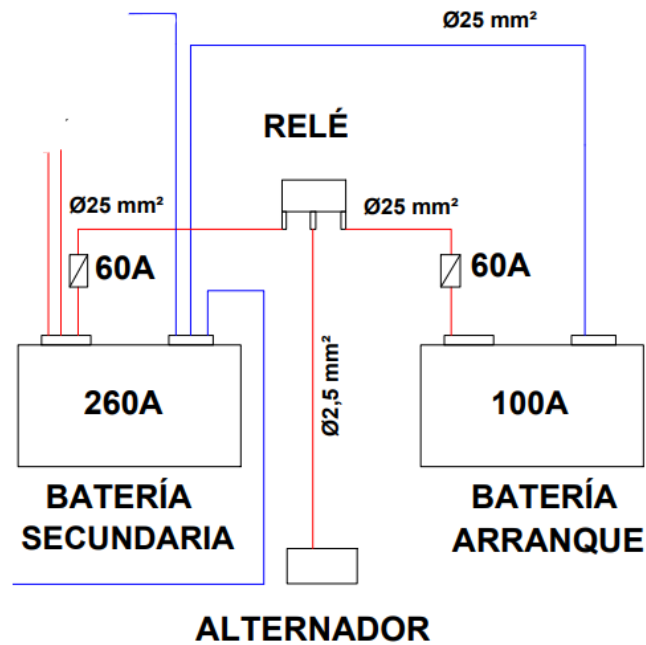 Ø25 mm²
RELÉ
Ø25 mm²
Ø25 mm²
60A
60A
Ø2,5 mm²
260A
100A
BATERÍA
SECUNDARIA
BATERÍA
ARRANQUE
ALTERNADOR